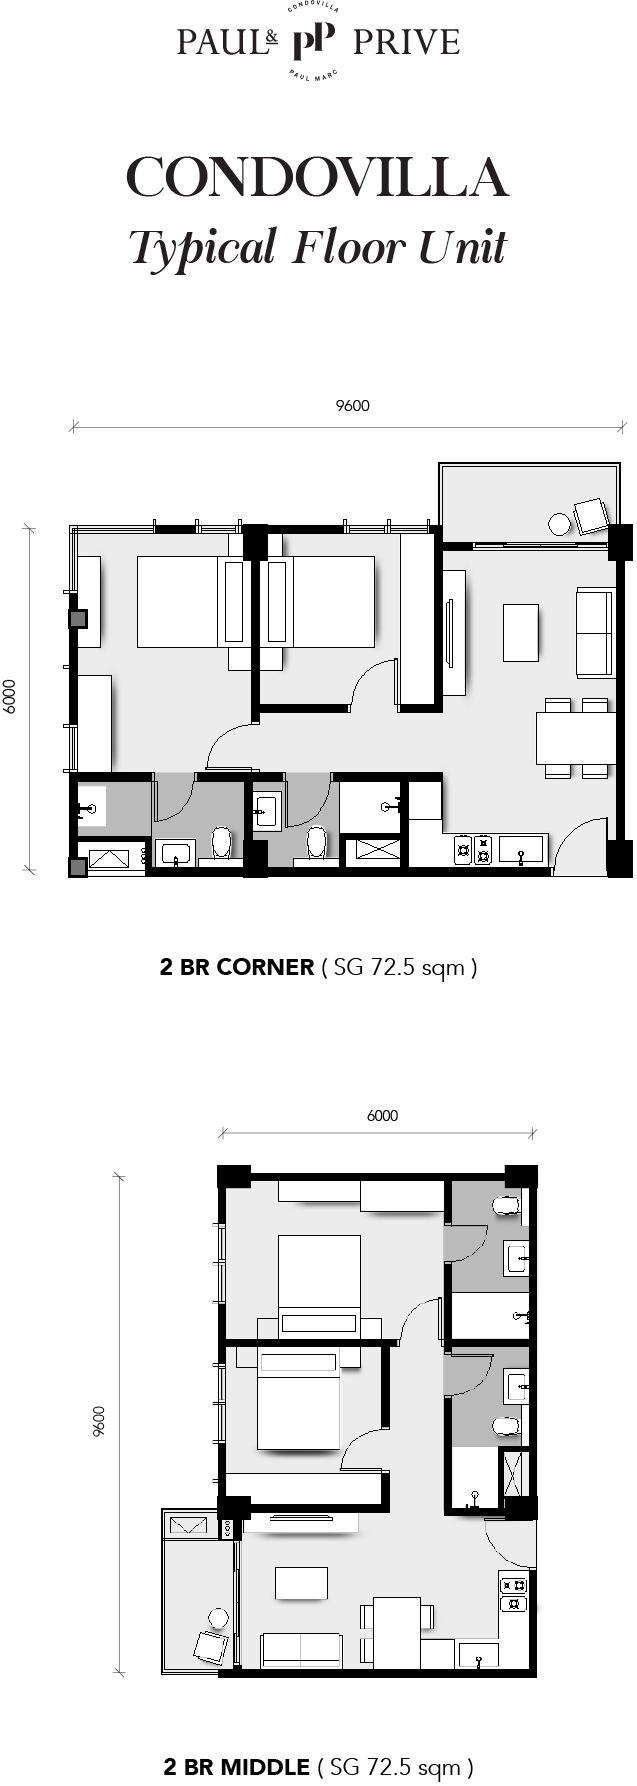 CONDOVILLA
PAUL & PP PRIVE
PAUL MARC
CONDOVILLA
Typical Floor Unit
9600
6000
2 BR CORNER ( SG 72.5 sqm )
6000
9600
2 BR MIDDLE ( SG 72.5 sqm )